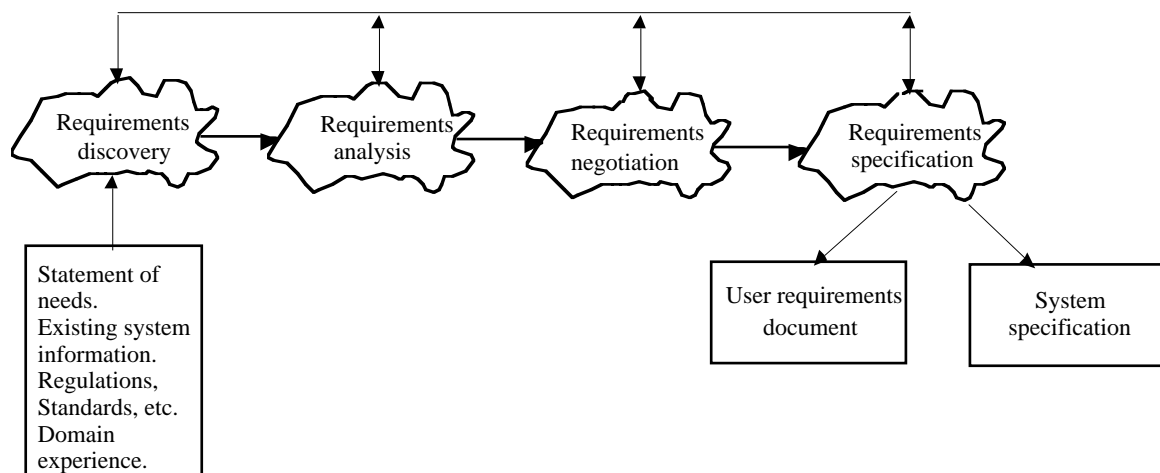 Requirements
discovery
Requirements
analysis
Requirements
negotiation
Requirements
specification
Statement of
needs.
Existing system
information.
Regulations,
Standards, etc.
Domain
experience.
User requirements
document
System
specification